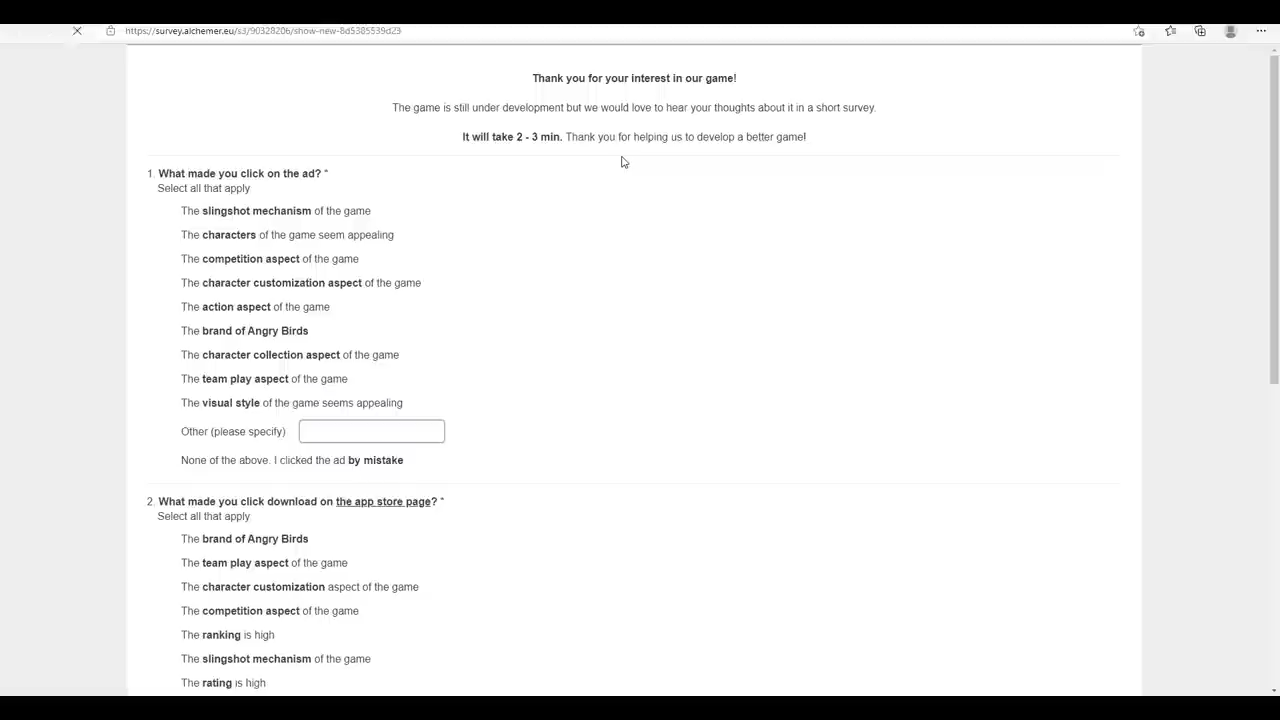 https://survey.alchemer.eu/s3/90328206/show-new-8d5385539d23
Thank you for your interest in our game!
The game is still under development but we would love to hear your thoughts about it in a short survey.
It will take 2 - 3 min. Thank you for helping us to develop a better game!
1. What made you click on the ad? *
Select all that apply
The slingshot mechanism of the game
The characters of the game seem appealing
The competition aspect of the game
The character customization aspect of the game
The action aspect of the game
The brand of Angry Birds
The character collection aspect of the game
The team play aspect of the game
The visual style of the game seems appealing
Other (please specify)
None of the above. I clicked the ad by mistake
2. What made you click download on the app store page? *
Select all that apply
The brand of Angry Birds
The team play aspect of the game
The character customization aspect of the game
The competition aspect of the game
The ranking is high
The slingshot mechanism of the game
The rating is high